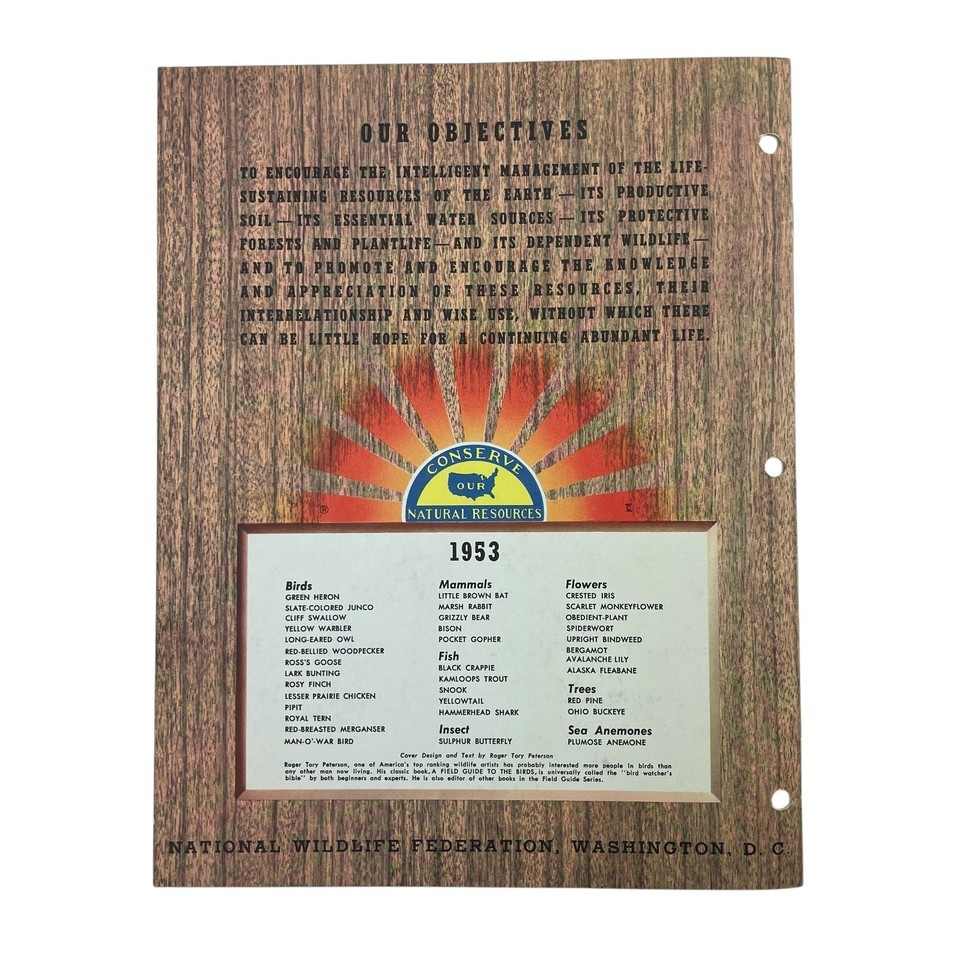 OUR OBJECTIVES
TO ENCOURAGE THE INTELLIGENT MANAGEMENT OF THE LIFE-
SUSTAINING RESOURCES OF THE EARTH — ITS PRODUCTIVE
SOIL — ITS ESSENTIAL WATER SOURCES — ITS PROTECTIVE
FORESTS AND PLANTLIFE — AND ITS DEPENDENT WILDLIFE —
AND TO PROMOTE AND ENCOURAGE THE KNOWLEDGE
AND APPRECIATION OF THESE RESOURCES, THEIR
INTERRELATIONSHIP AND WISE USE, WITHOUT WHICH THERE
CAN BE LITTLE HOPE FOR A CONTINUING ABUNDANT LIFE.
CONSERVE
OUR
NATURAL RESOURCES
®
1953
Birds
GREEN HERON
SLATE-COLORED JUNCO
CLIFF SWALLOW
YELLOW WARBLER
LONG-EARED OWL
RED-BELLIED WOODPECKER
ROSS'S GOOSE
LARK BUNTING
ROSY FINCH
LESSER PRAIRIE CHICKEN
PIPIT
ROYAL TERN
RED-BREASTED MERGANSER
MAN-O'-WAR BIRD
Mammals
LITTLE BROWN BAT
MARSH RABBIT
GRIZZLY BEAR
BISON
POCKET GOPHER
Fish
BLACK CRAPPIE
KAMLOOPS TROUT
SNOOK
YELLOWTAIL
HAMMERHEAD SHARK
Insect
SULPHUR BUTTERFLY
Flowers
CRESTED IRIS
SCARLET MONKEYFLOWER
OBEDIENT-PLANT
SPIDERWORT
UPRIGHT BINDWEED
BERGAMOT
AVALANCHE LILY
ALASKA FLEABANE
Trees
RED PINE
OHIO BUCKEYE
Sea Anemones
PLUMOSE ANEMONE
Cover Design and Text by Roger Tory Peterson
Roger Tory Peterson, one of America's top ranking wildlife artists has probably interested more people in birds than
any other man now living. His classic book, A FIELD GUIDE TO THE BIRDS, is universally called the "bird watcher's
bible" by both beginners and experts. He is also editor of other books in the Field Guide Series.
NATIONAL WILDLIFE FEDERATION, WASHINGTON, D. C.